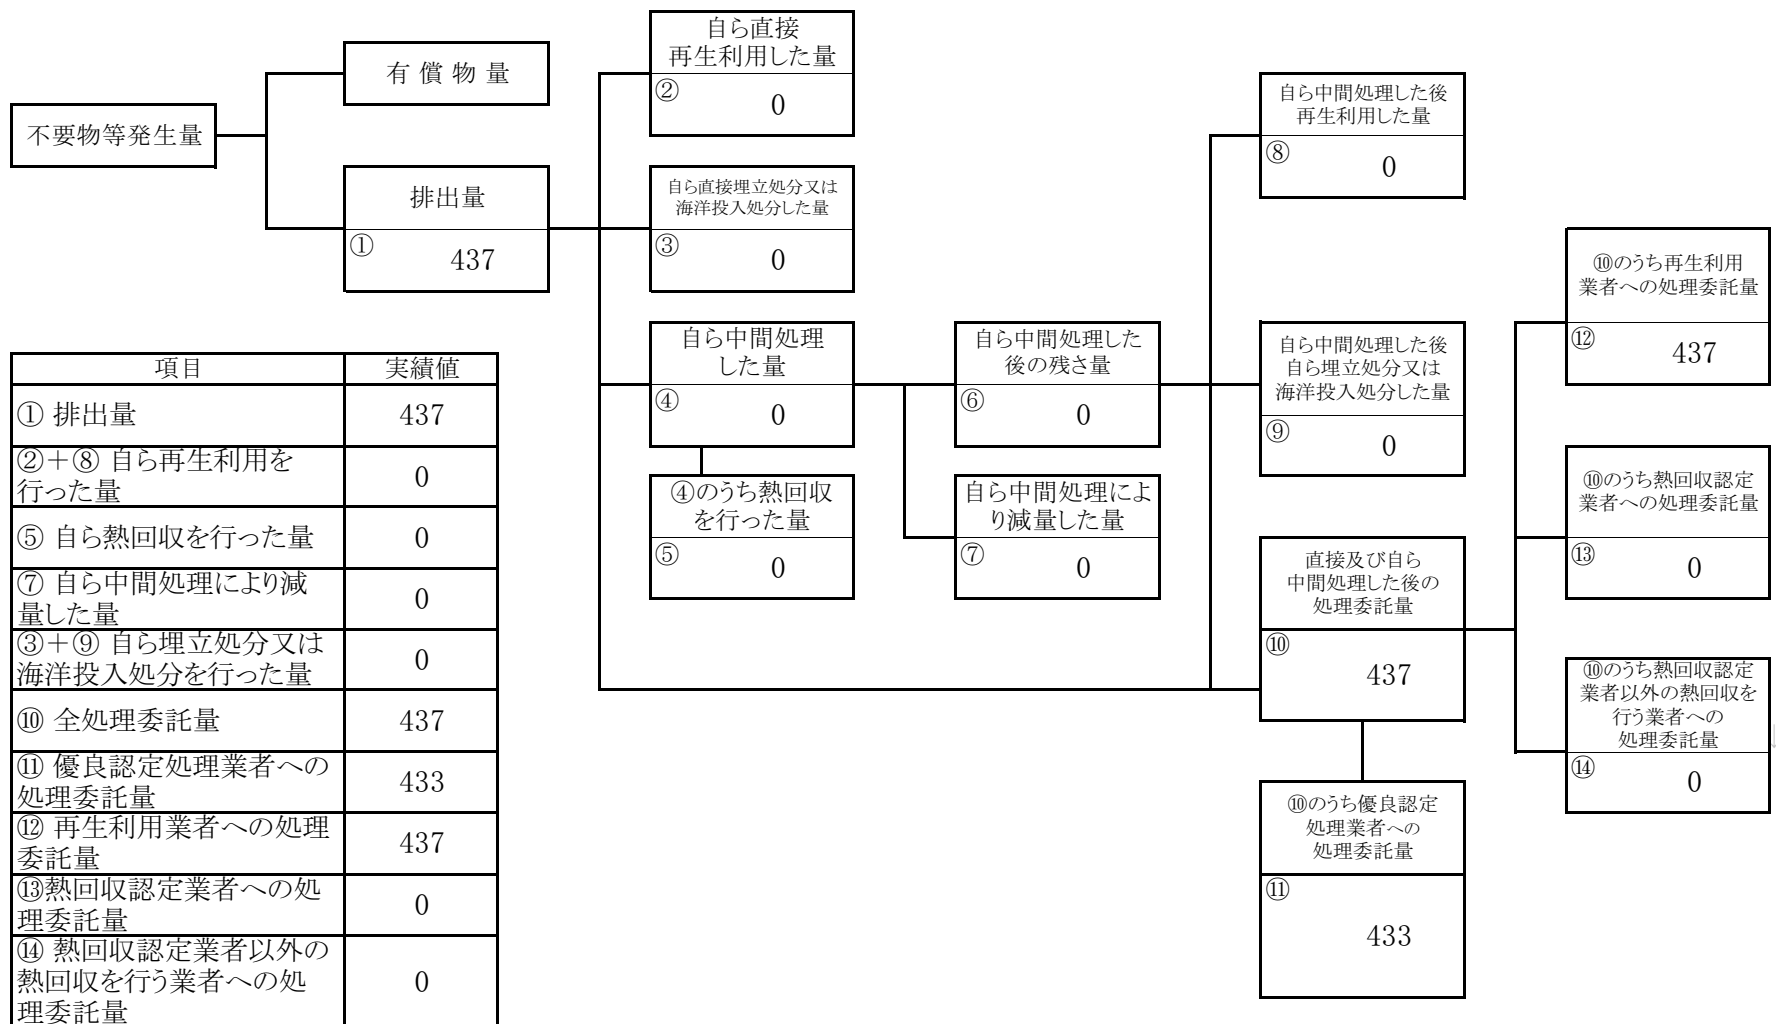 不要物等発生量
有償物量
排出量
①
437
自ら直接
再生利用した量
②
0
自ら直接埋立処分又は
海洋投入処分した量
③
0
自ら中間処理
した量
④
0
④のうち熱回収
を行った量
⑤
0
自ら中間処理した
後の残さ量
⑥
0
自ら中間処理によ
り減量した量
⑦
0
自ら中間処理した後
再生利用した量
⑧
0
自ら中間処理した後
自ら埋立処分又は
海洋投入処分した量
⑨
0
直接及び自ら
中間処理した後の
処理委託量
⑩
437
⑩のうち優良認定
処理業者への
処理委託量
⑪
433
⑩のうち再生利用
業者への処理委託量
⑫
437
⑩のうち熱回収認定
業者への処理委託量
⑬
0
⑩のうち熱回収認定
業者以外の熱回収を
行う業者への
処理委託量
⑭
0
項目 実績値
① 排出量 437
②+⑧ 自ら再生利用を
行った量 0
⑤ 自ら熱回収を行った量 0
⑦ 自ら中間処理により減
量した量 0
③+⑨ 自ら埋立処分又は
海洋投入処分を行った量 0
⑩ 全処理委託量 437
⑪ 優良認定処理業者への
処理委託量 433
⑫ 再生利用業者への処理
委託量 437
⑬熱回収認定業者への処
理委託量 0
⑭ 熱回収認定業者以外の
熱回収を行う業者への処
理委託量 0